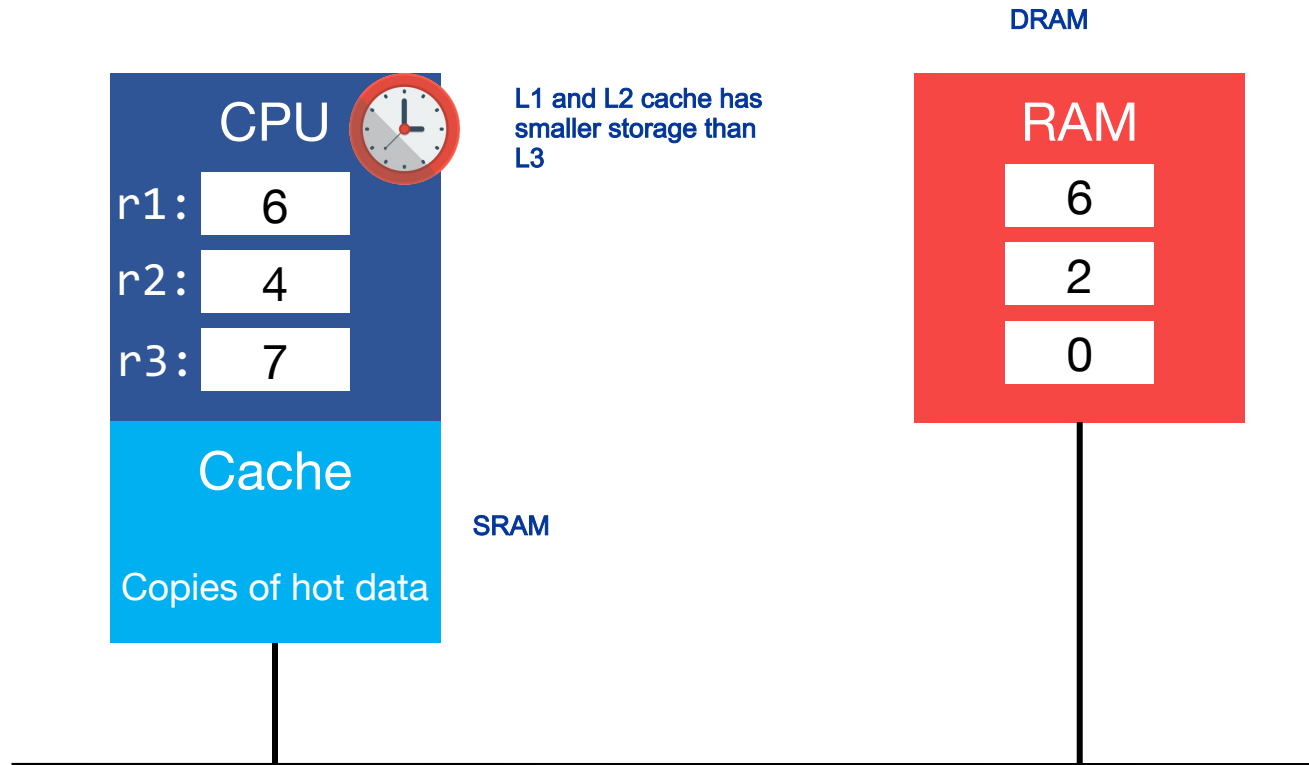 DRAM
CPU
L1 and L2 cache has
smaller storage than
L3
RAM
r1: 6
r2: 4
r3: 7
6
2
0
Cache
SRAM
Copies of hot data